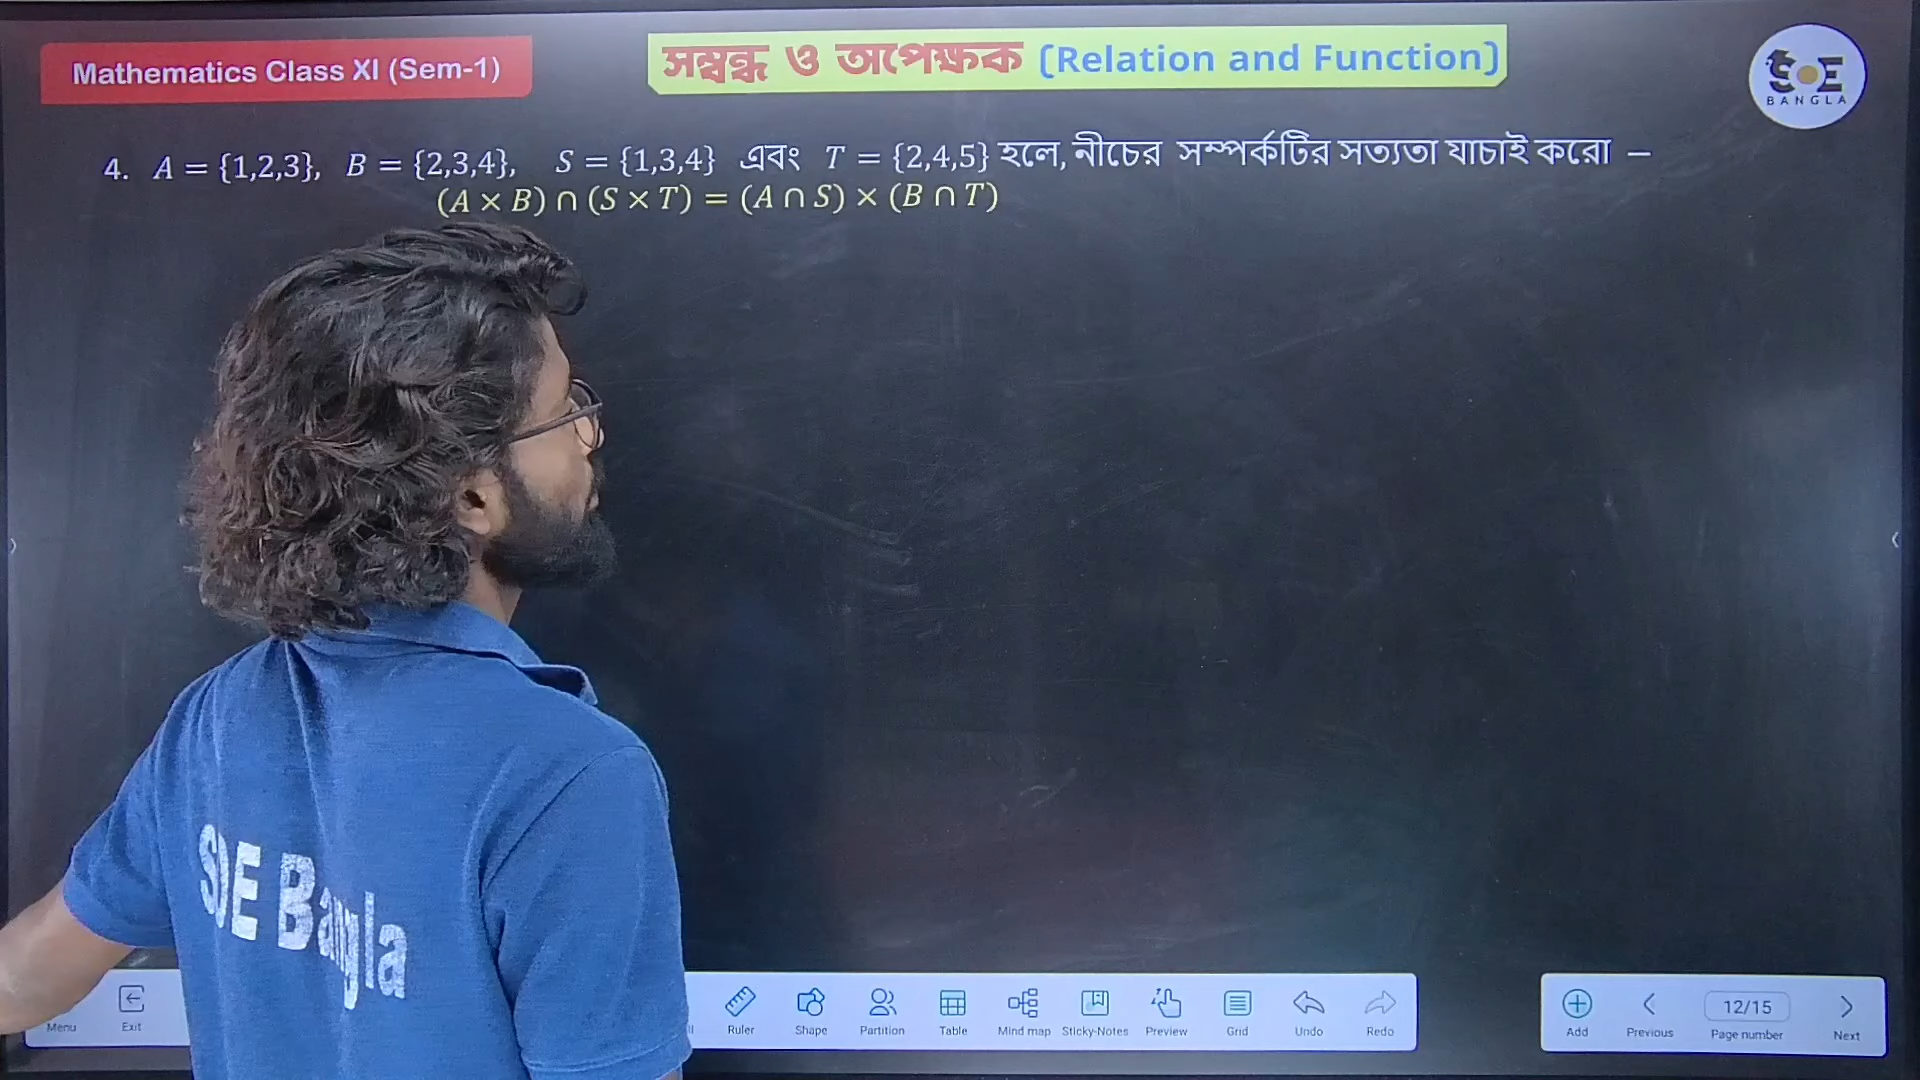 Mathematics Class XI (Sem-1)
সম্বন্ধ ও অপেক্ষক (Relation and Function)
SOE
BANGLA
4. A = {1,2,3}, B = {2,3,4}, S = {1,3,4} এবং T = {2,4,5} হলে, নীচের সম্পর্কটির সত্যতা যাচাই করো –
(A × B) ∩ (S × T) = (A ∩ S) × (B ∩ T)
SOE Bangla
Menu Exit Ruler Shape Partition Table Mind map Sticky-Notes Preview Grid Undo Redo
Add Previous 12/15 Page number Next